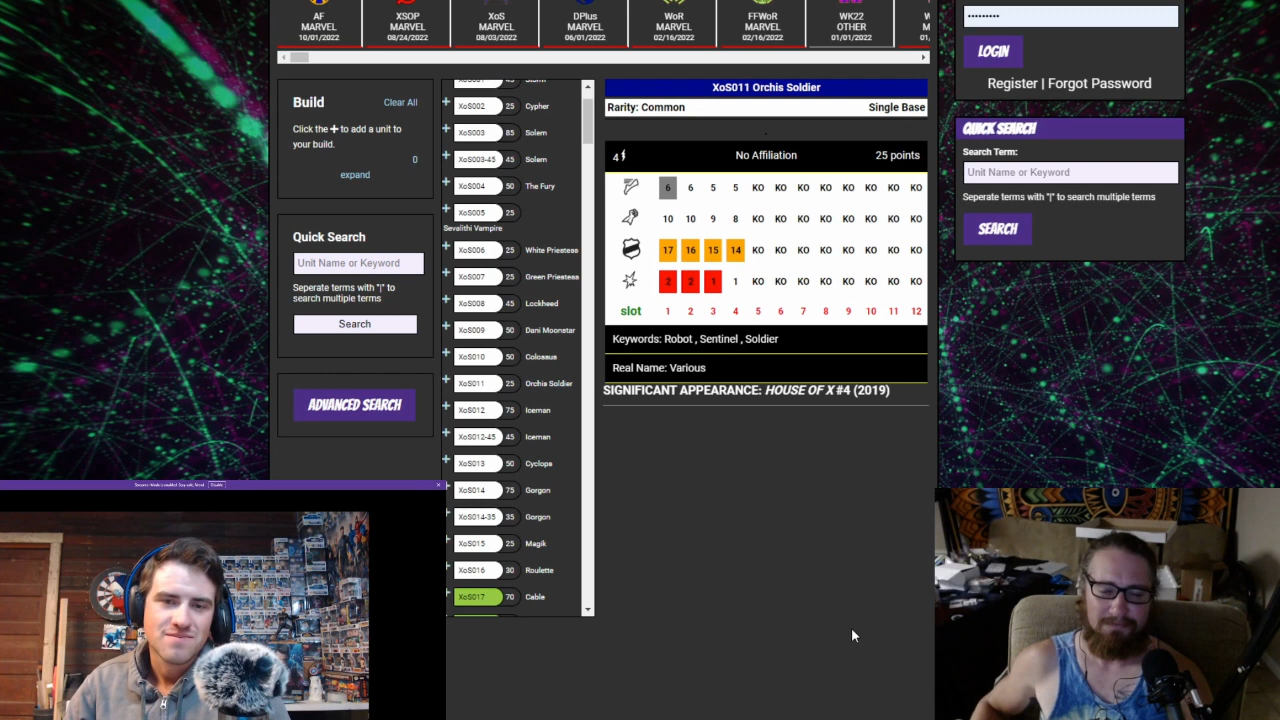 AF
MARVEL
10/01/2022
XSOP
MARVEL
08/24/2022
XoS
MARVEL
08/03/2022
DPlus
MARVEL
06/01/2022
WoR
MARVEL
02/16/2022
FFWoR
MARVEL
02/16/2022
WK22
OTHER
01/01/2022
Build
Clear All
Click the + to add a unit to
your build.
0
expand
Quick Search
Unit Name or Keyword
Seperate terms with "|" to
search multiple terms
Search
ADVANCED SEARCH
XoS002 25 Cypher
XoS003 85 Solem
XoS003-45 45 Solem
XoS004 50 The Fury
XoS005 25
Sevalithi Vampire
XoS006 25 White Priestess
XoS007 25 Green Priestess
XoS008 45 Lockheed
XoS009 50 Dani Moonstar
XoS010 50 Colossus
XoS011 25 Orchis Soldier
XoS012 75 Iceman
XoS012-45 45 Iceman
XoS013 50 Cyclops
XoS014 75 Gorgon
XoS014-35 35 Gorgon
XoS015 25 Magik
XoS016 30 Roulette
XoS017 70 Cable
XoS011 Orchis Soldier
Rarity: Common Single Base
4 No Affiliation 25 points
6 6 5 5 KO KO KO KO KO KO KO KO
10 10 9 8 KO KO KO KO KO KO KO KO
17 16 15 14 KO KO KO KO KO KO KO KO
2 2 1 1 KO KO KO KO KO KO KO KO
slot 1 2 3 4 5 6 7 8 9 10 11 12
Keywords: Robot , Sentinel , Soldier
Real Name: Various
SIGNIFICANT APPEARANCE: HOUSE OF X #4 (2019)
LOGIN
Register | Forgot Password
QUICK SEARCH
Search Term:
Unit Name or Keyword
Seperate terms with "|" to search multiple terms
SEARCH